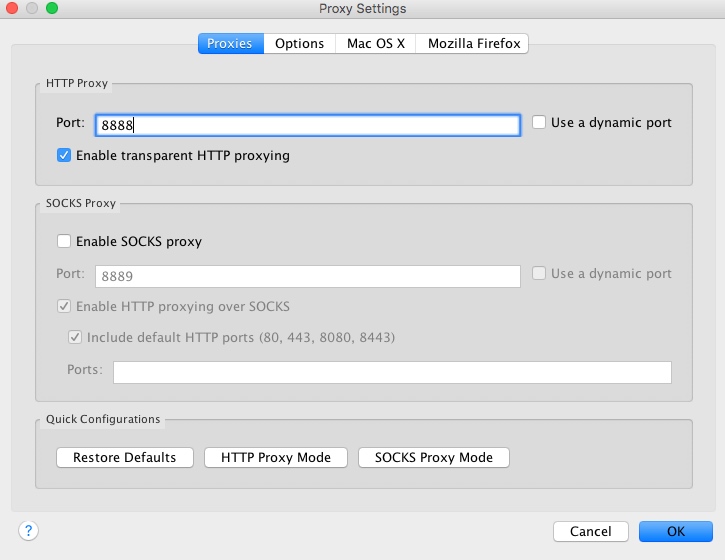 Proxy Settings
Proxies Options Mac OS X Mozilla Firefox
HTTP Proxy
Port: 8888 Use a dynamic port
Enable transparent HTTP proxying
SOCKS Proxy
Enable SOCKS proxy
Port: 8889 Use a dynamic port
Enable HTTP proxying over SOCKS
Include default HTTP ports (80, 443, 8080, 8443)
Ports:
Quick Configurations
Restore Defaults HTTP Proxy Mode SOCKS Proxy Mode
? Cancel OK